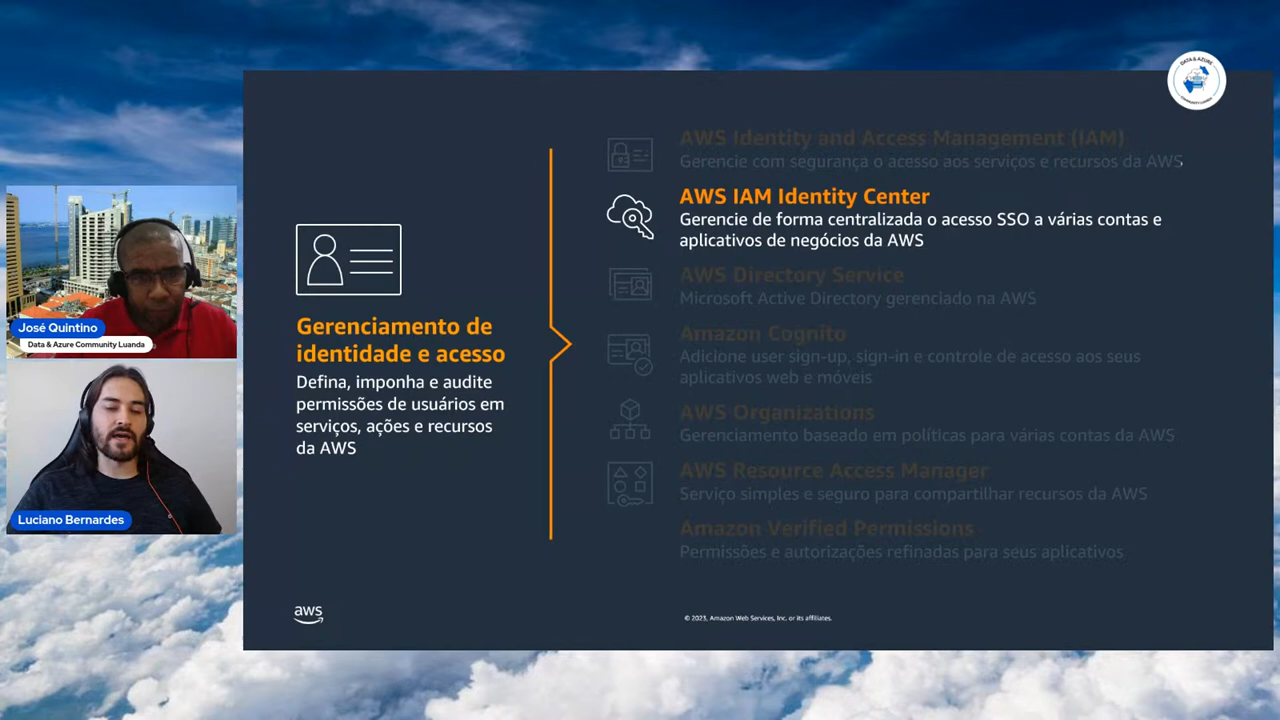 DATA & AZURE
COMMUNITY LUANDA
José Quintino
Data & Azure Community Luanda
Luciano Bernardes
Gerenciamento de
identidade e acesso
Defina, imponha e audite
permissões de usuários em
serviços, ações e recursos
da AWS
AWS Identity and Access Management (IAM)
Gerencie com segurança o acesso aos serviços e recursos da AWS
AWS IAM Identity Center
Gerencie de forma centralizada o acesso SSO a várias contas e
aplicativos de negócios da AWS
AWS Directory Service
Microsoft Active Directory gerenciado na AWS
Amazon Cognito
Adicione user sign-up, sign-in e controle de acesso aos seus
aplicativos web e móveis
AWS Organizations
Gerenciamento baseado em políticas para várias contas da AWS
AWS Resource Access Manager
Serviço simples e seguro para compartilhar recursos da AWS
Amazon Verified Permissions
Permissões e autorizações refinadas para seus aplicativos
aws
© 2023, Amazon Web Services, Inc. or its affiliates.